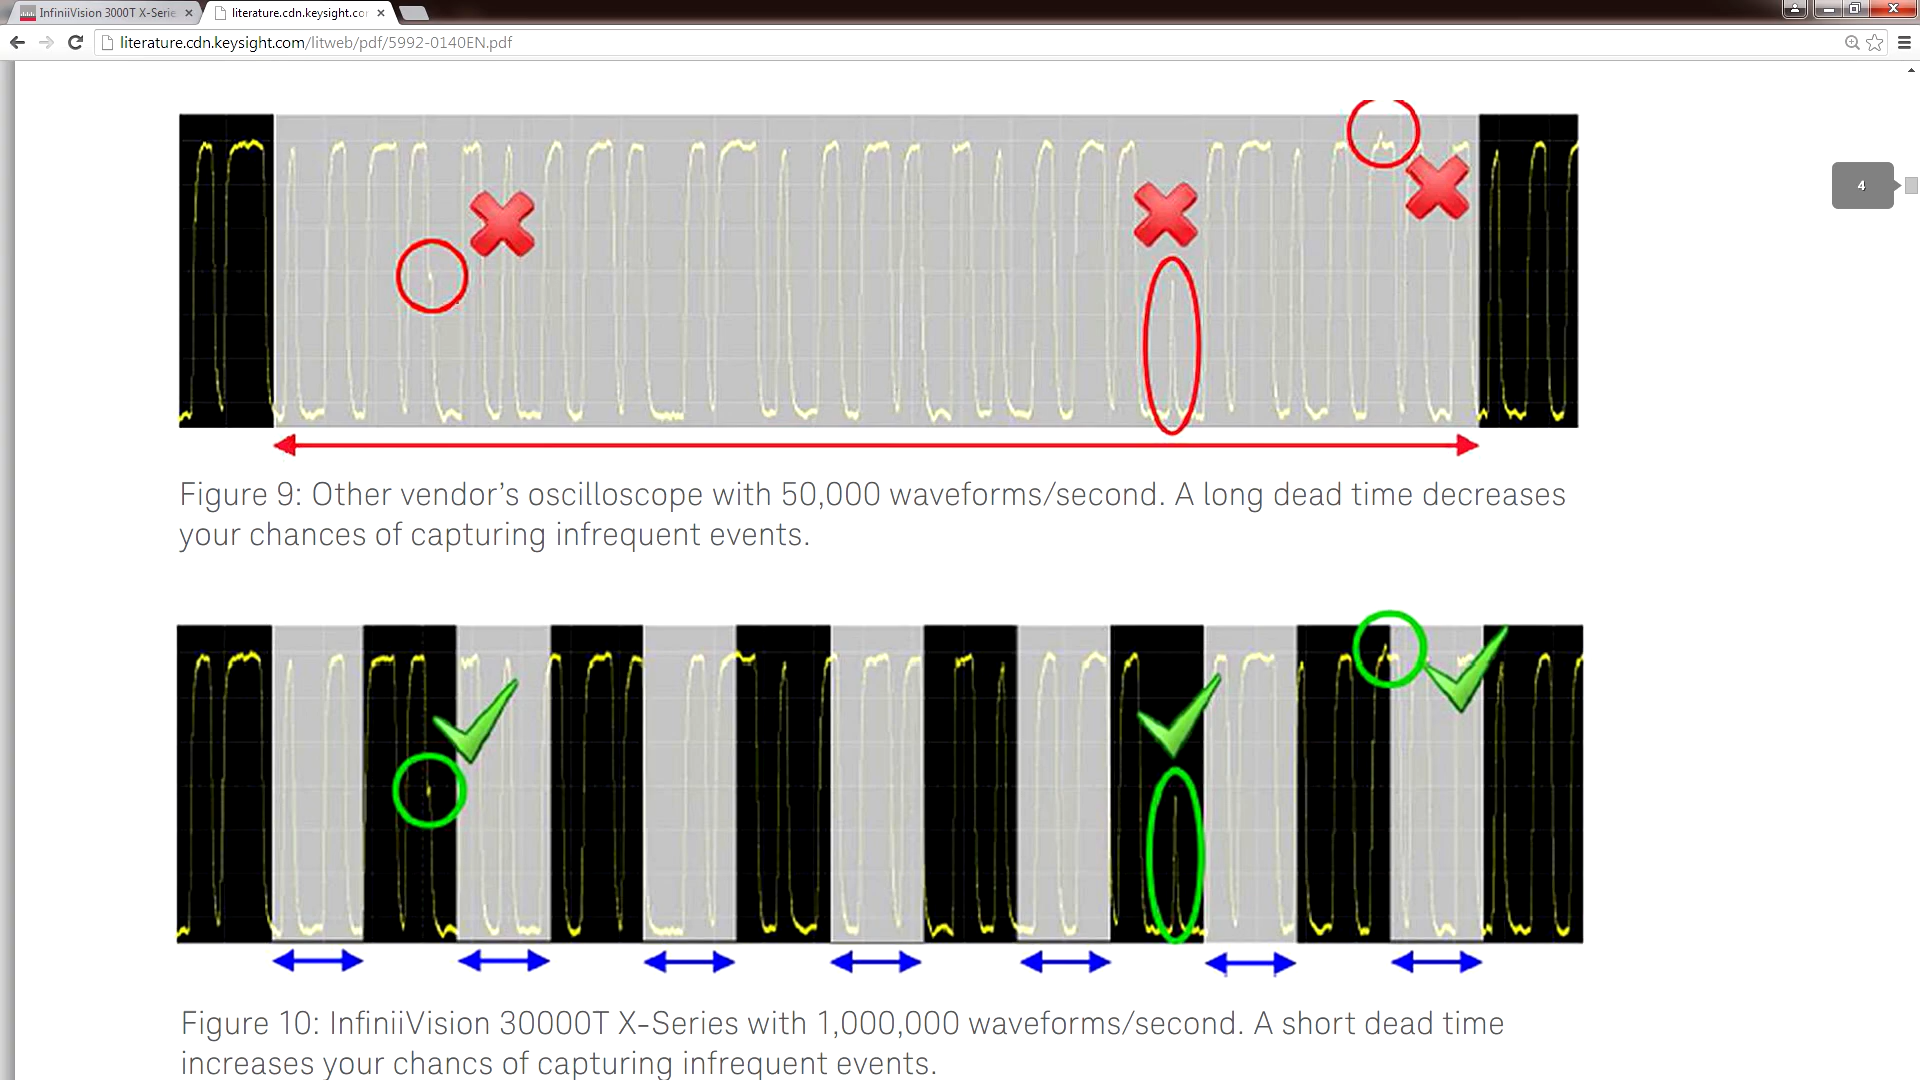 InfiniiVision 3000T X-Serie
literature.cdn.keysight.co
literature.cdn.keysight.com/litweb/pdf/5992-0140EN.pdf
4
Figure 9: Other vendor's oscilloscope with 50,000 waveforms/second. A long dead time decreases
your chances of capturing infrequent events.
Figure 10: InfiniiVision 30000T X-Series with 1,000,000 waveforms/second. A short dead time
increases your chancs of capturing infrequent events.